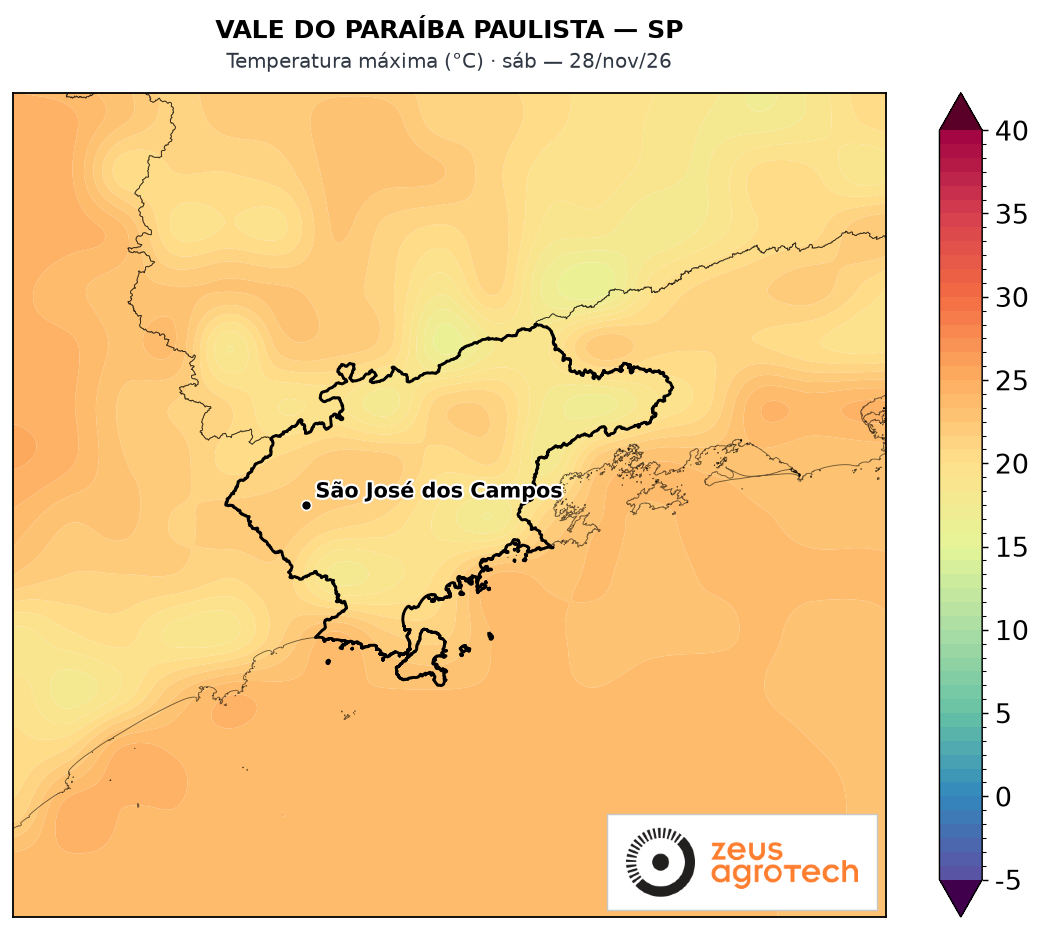 VALE DO PARAÍBA PAULISTA — SP
Temperatura máxima (°C) · sáb — 28/nov/26
40
35
30
25
20
15
10
5
0
-5
São José dos Campos
zeus
agrotech